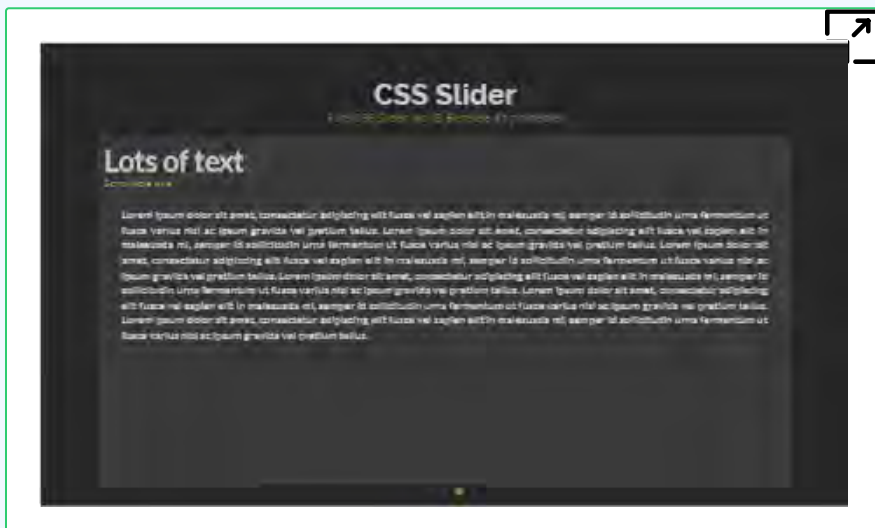 CSS Slider
Lots of text
Lorem ipsum dolor sit amet, consectetur adipiscing elit fusce vel sapien elit in malesuada mi, semper id sollicitudin urna fermentum ut
fusce varius nisl ac ipsum gravida vel pretium tellus. Lorem ipsum dolor sit amet, consectetur adipiscing elit fusce vel sapien elit in
malesuada mi, semper id sollicitudin urna fermentum ut fusce varius nisl ac ipsum gravida vel pretium tellus. Lorem ipsum dolor sit
amet, consectetur adipiscing elit fusce vel sapien elit in malesuada mi, semper id sollicitudin urna fermentum ut fusce varius nisl ac
ipsum gravida vel pretium tellus. Lorem ipsum dolor sit amet, consectetur adipiscing elit fusce vel sapien elit in malesuada mi, semper id
sollicitudin urna fermentum ut fusce varius nisl ac ipsum gravida vel pretium tellus. Lorem ipsum dolor sit amet, consectetur adipiscing
elit fusce vel sapien elit in malesuada mi, semper id sollicitudin urna fermentum ut fusce varius nisl ac ipsum gravida vel pretium tellus.
Lorem ipsum dolor sit amet, consectetur adipiscing elit fusce vel sapien elit in malesuada mi, semper id sollicitudin urna fermentum ut
fusce varius nisl ac ipsum gravida vel pretium tellus.